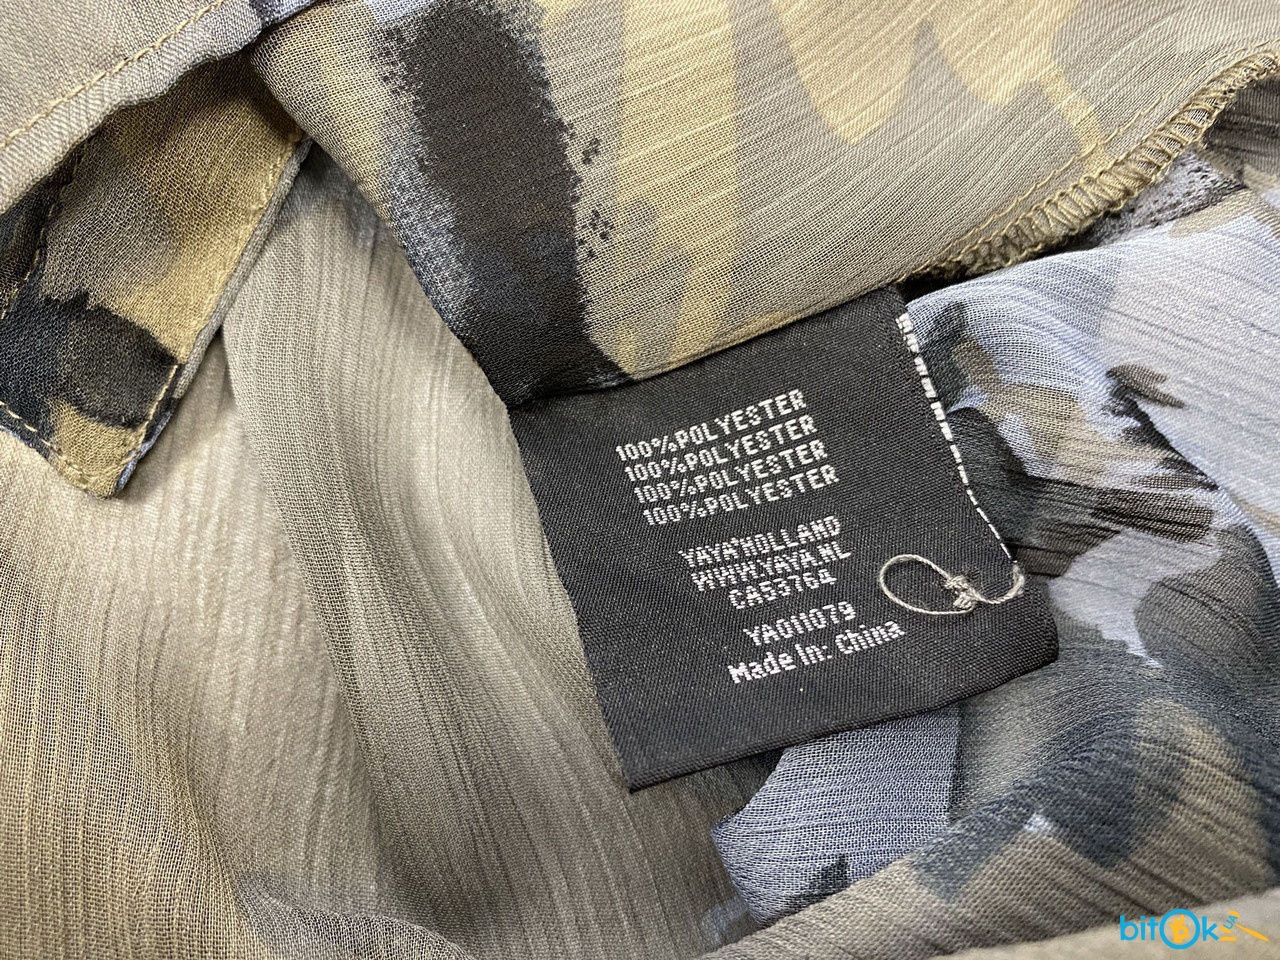 100%POLYESTER
100%POLYESTER
100%POLYESTER
100%POLYESTER
YAYA*HOLLAND
WWW.YAYA.NL
CA53764
YA011079
Made In: China
bitok